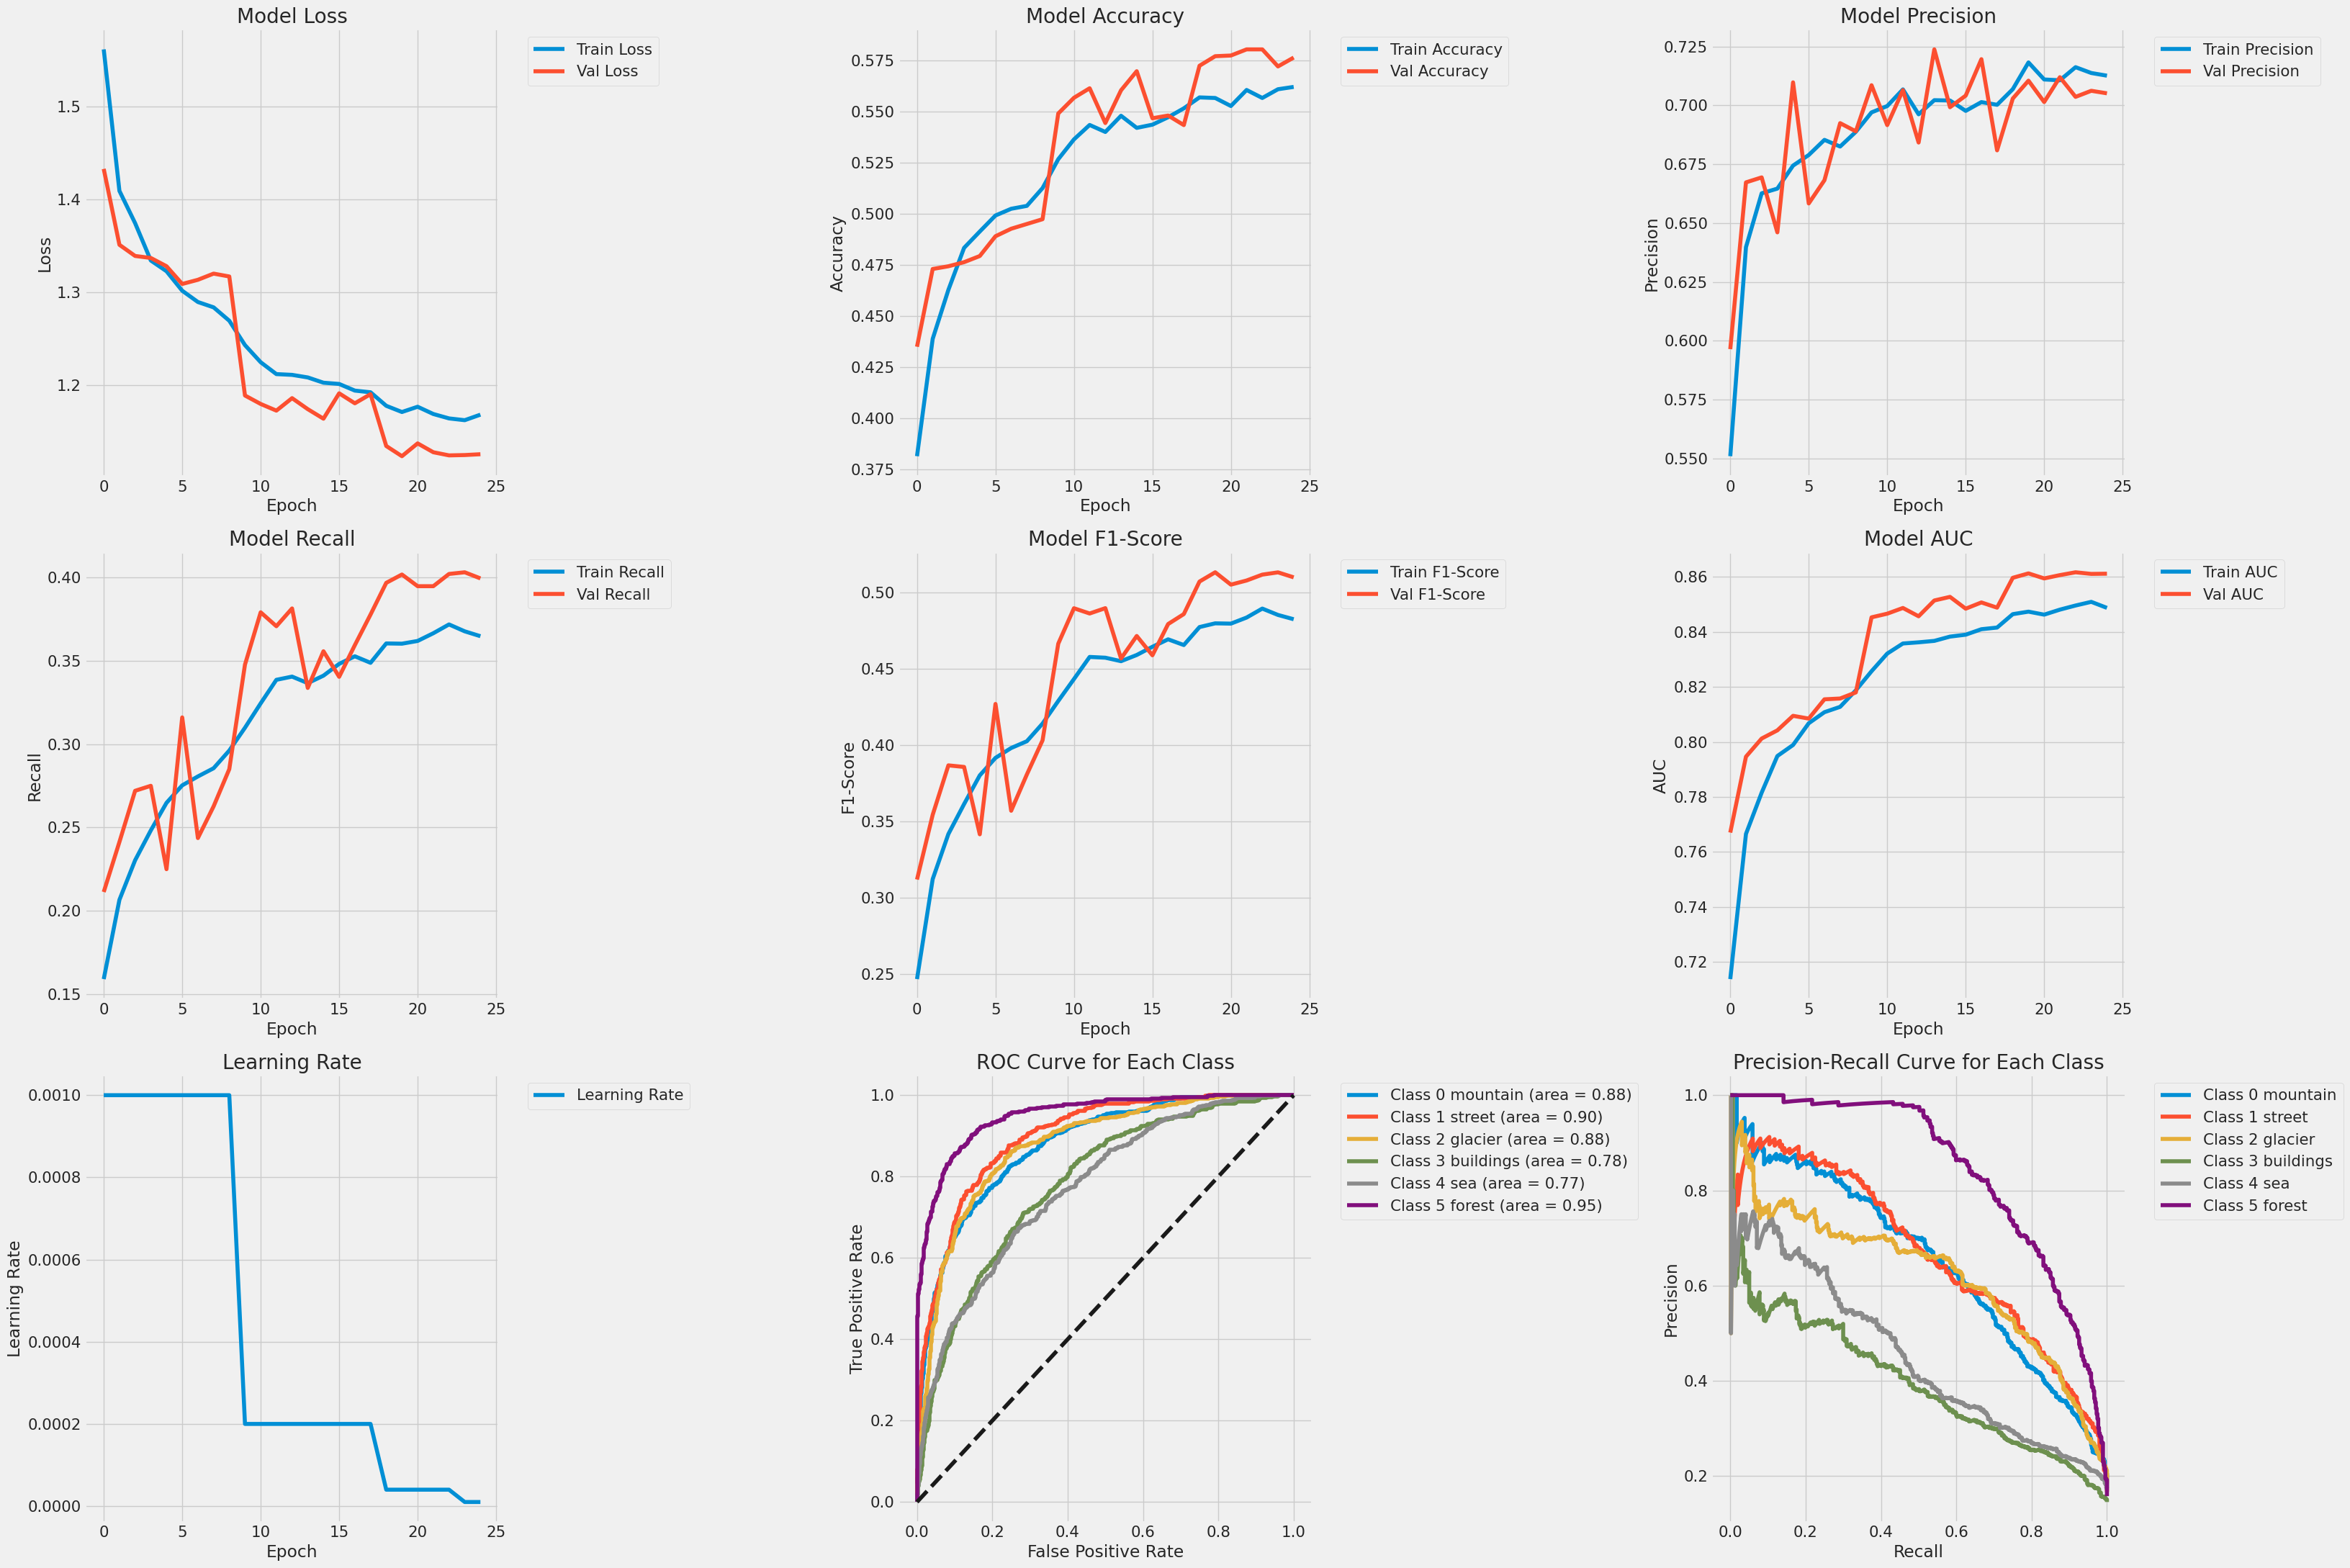 Model Loss
Loss
1.5
1.4
1.3
1.2
0 5 10 15 20 25
Epoch
Train Loss
Val Loss
Model Accuracy
Accuracy
0.575
0.550
0.525
0.500
0.475
0.450
0.425
0.400
0.375
0 5 10 15 20 25
Epoch
Train Accuracy
Val Accuracy
Model Precision
Precision
0.725
0.700
0.675
0.650
0.625
0.600
0.575
0.550
0 5 10 15 20 25
Epoch
Train Precision
Val Precision
Model Recall
Recall
0.40
0.35
0.30
0.25
0.20
0.15
0 5 10 15 20 25
Epoch
Train Recall
Val Recall
Model F1-Score
F1-Score
0.50
0.45
0.40
0.35
0.30
0.25
0 5 10 15 20 25
Epoch
Train F1-Score
Val F1-Score
Model AUC
AUC
0.86
0.84
0.82
0.80
0.78
0.76
0.74
0.72
0 5 10 15 20 25
Epoch
Train AUC
Val AUC
Learning Rate
Learning Rate
0.0010
0.0008
0.0006
0.0004
0.0002
0.0000
0 5 10 15 20 25
Epoch
Learning Rate
ROC Curve for Each Class
True Positive Rate
1.0
0.8
0.6
0.4
0.2
0.0
0.0 0.2 0.4 0.6 0.8 1.0
False Positive Rate
Class 0 mountain (area = 0.88)
Class 1 street (area = 0.90)
Class 2 glacier (area = 0.88)
Class 3 buildings (area = 0.78)
Class 4 sea (area = 0.77)
Class 5 forest (area = 0.95)
Precision-Recall Curve for Each Class
Precision
1.0
0.8
0.6
0.4
0.2
0.0 0.2 0.4 0.6 0.8 1.0
Recall
Class 0 mountain
Class 1 street
Class 2 glacier
Class 3 buildings
Class 4 sea
Class 5 forest